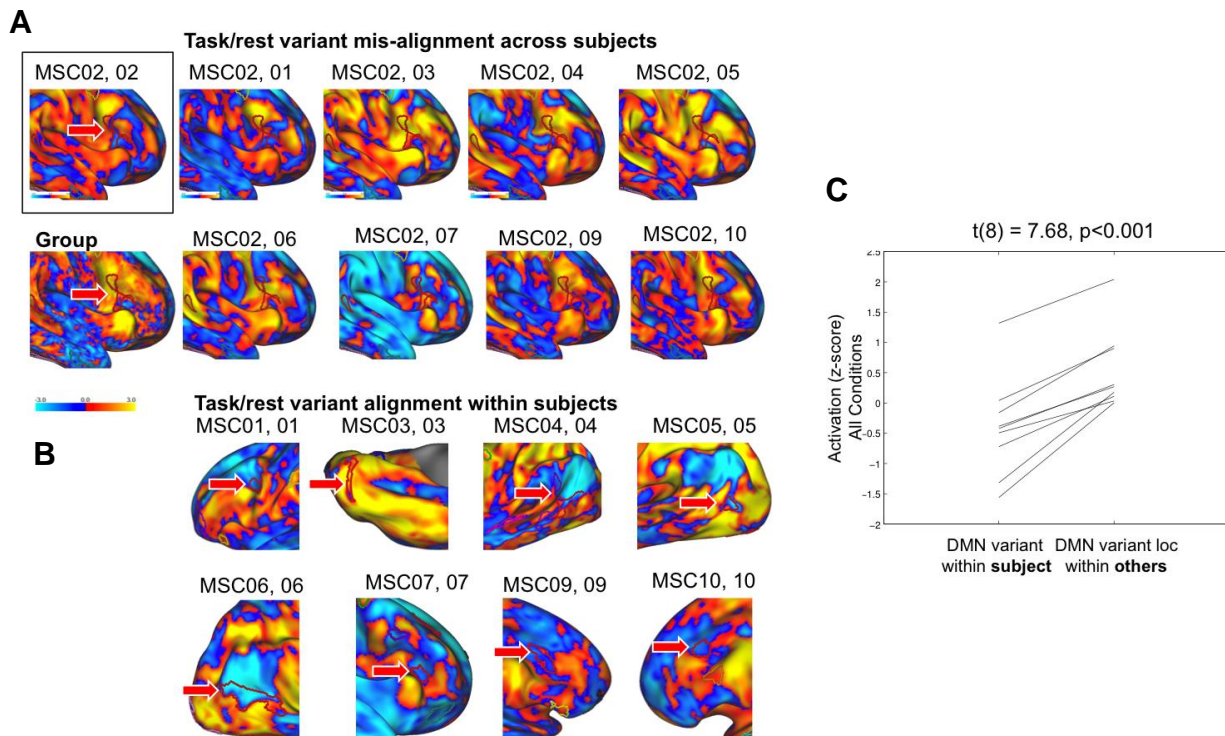 A
Task/rest variant mis-alignment across subjects
MSC02, 02
MSC02, 01
MSC02, 03
MSC02, 04
MSC02, 05
Group
MSC02, 06
MSC02, 07
MSC02, 09
MSC02, 10
-3.0 0.0 3.0
Task/rest variant alignment within subjects
B
MSC01, 01
MSC03, 03
MSC04, 04
MSC05, 05
MSC06, 06
MSC07, 07
MSC09, 09
MSC10, 10
C
t(8) = 7.68, p<0.001
Activation (z-score)
All Conditions
2.5
2
1.5
1
0.5
0
-0.5
-1
-1.5
-2
DMN variant
within subject
DMN variant loc
within others